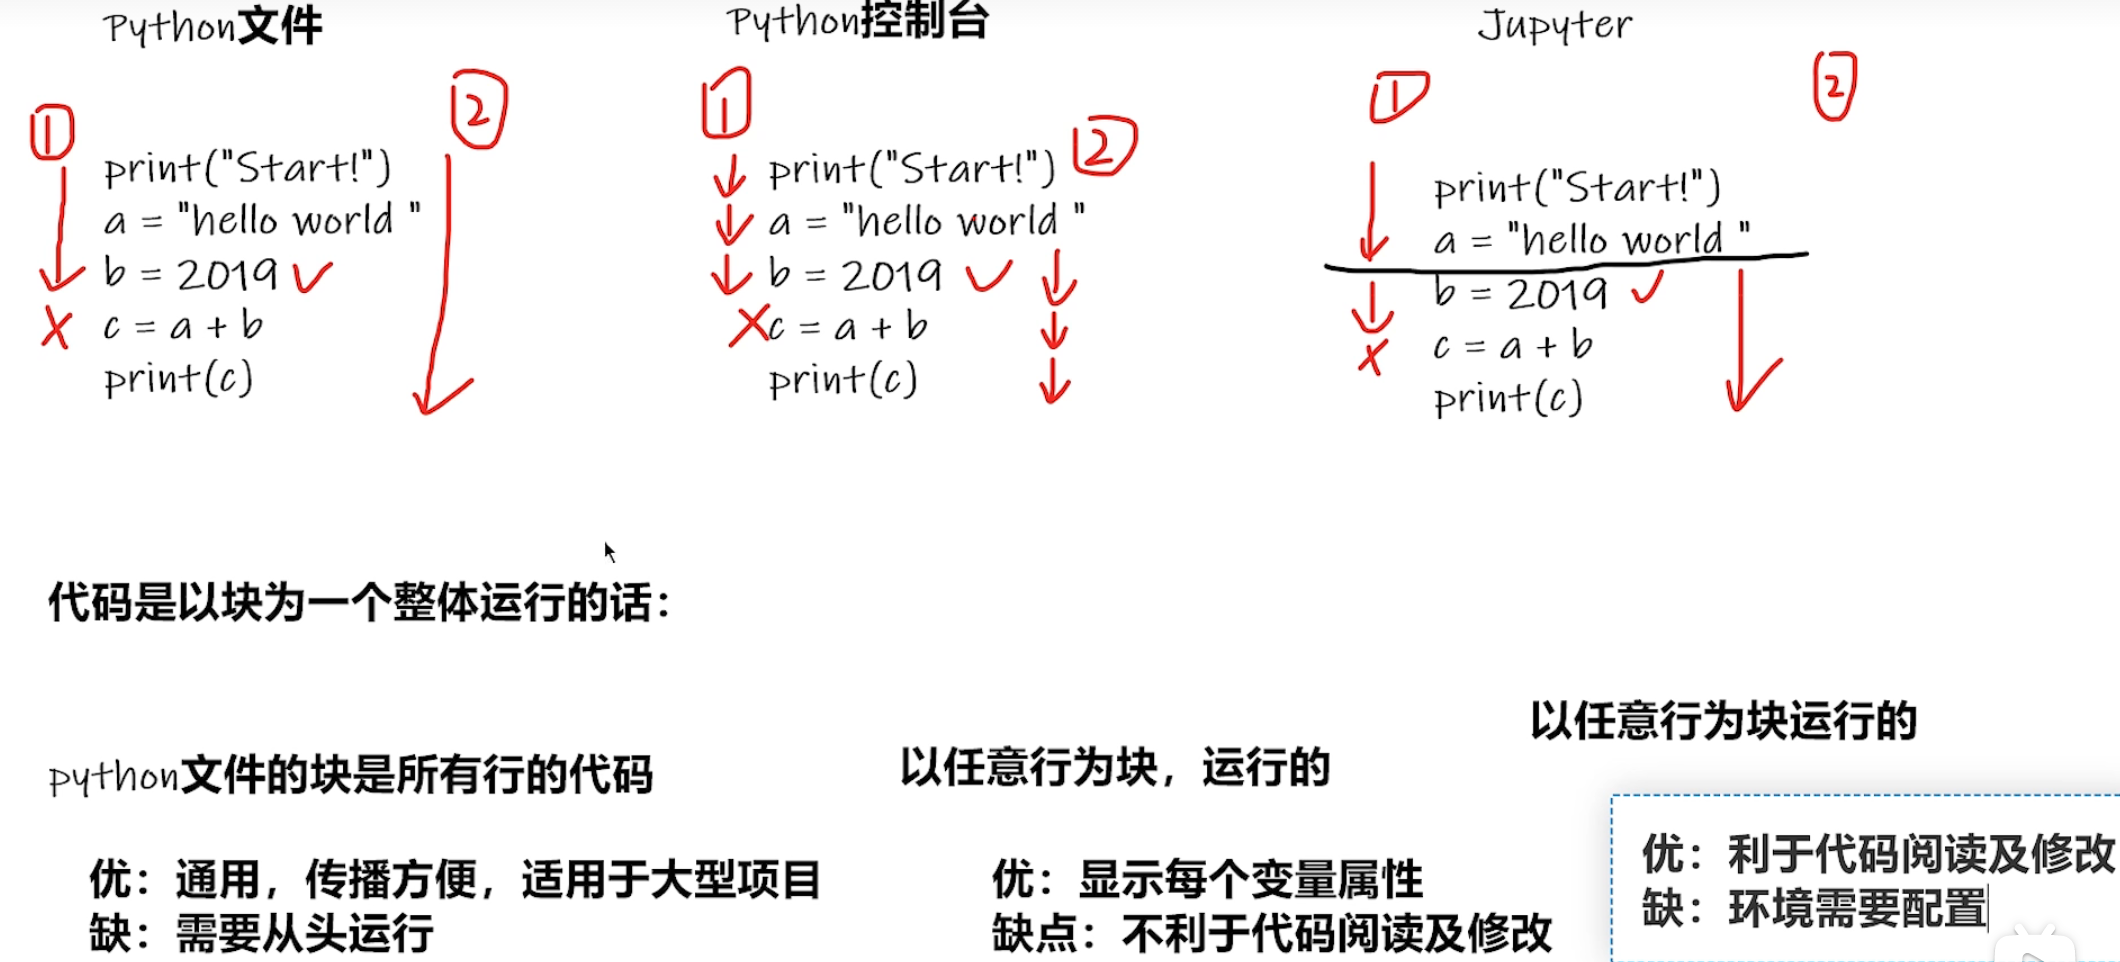 Python文件
①
②
print("Start!")
a = "hello world "
b = 2019
c = a + b
print(c)
Python控制台
①
②
print("Start!")
a = "hello world "
b = 2019
c = a + b
print(c)
Jupyter
①
②
print("Start!")
a = "hello world "
b = 2019
c = a + b
print(c)
代码是以块为一个整体运行的话：
python文件的块是所有行的代码
优：通用，传播方便，适用于大型项目
缺：需要从头运行
以任意行为块，运行的
优：显示每个变量属性
缺点：不利于代码阅读及修改
以任意行为块运行的
优：利于代码阅读及修改
缺：环境需要配置